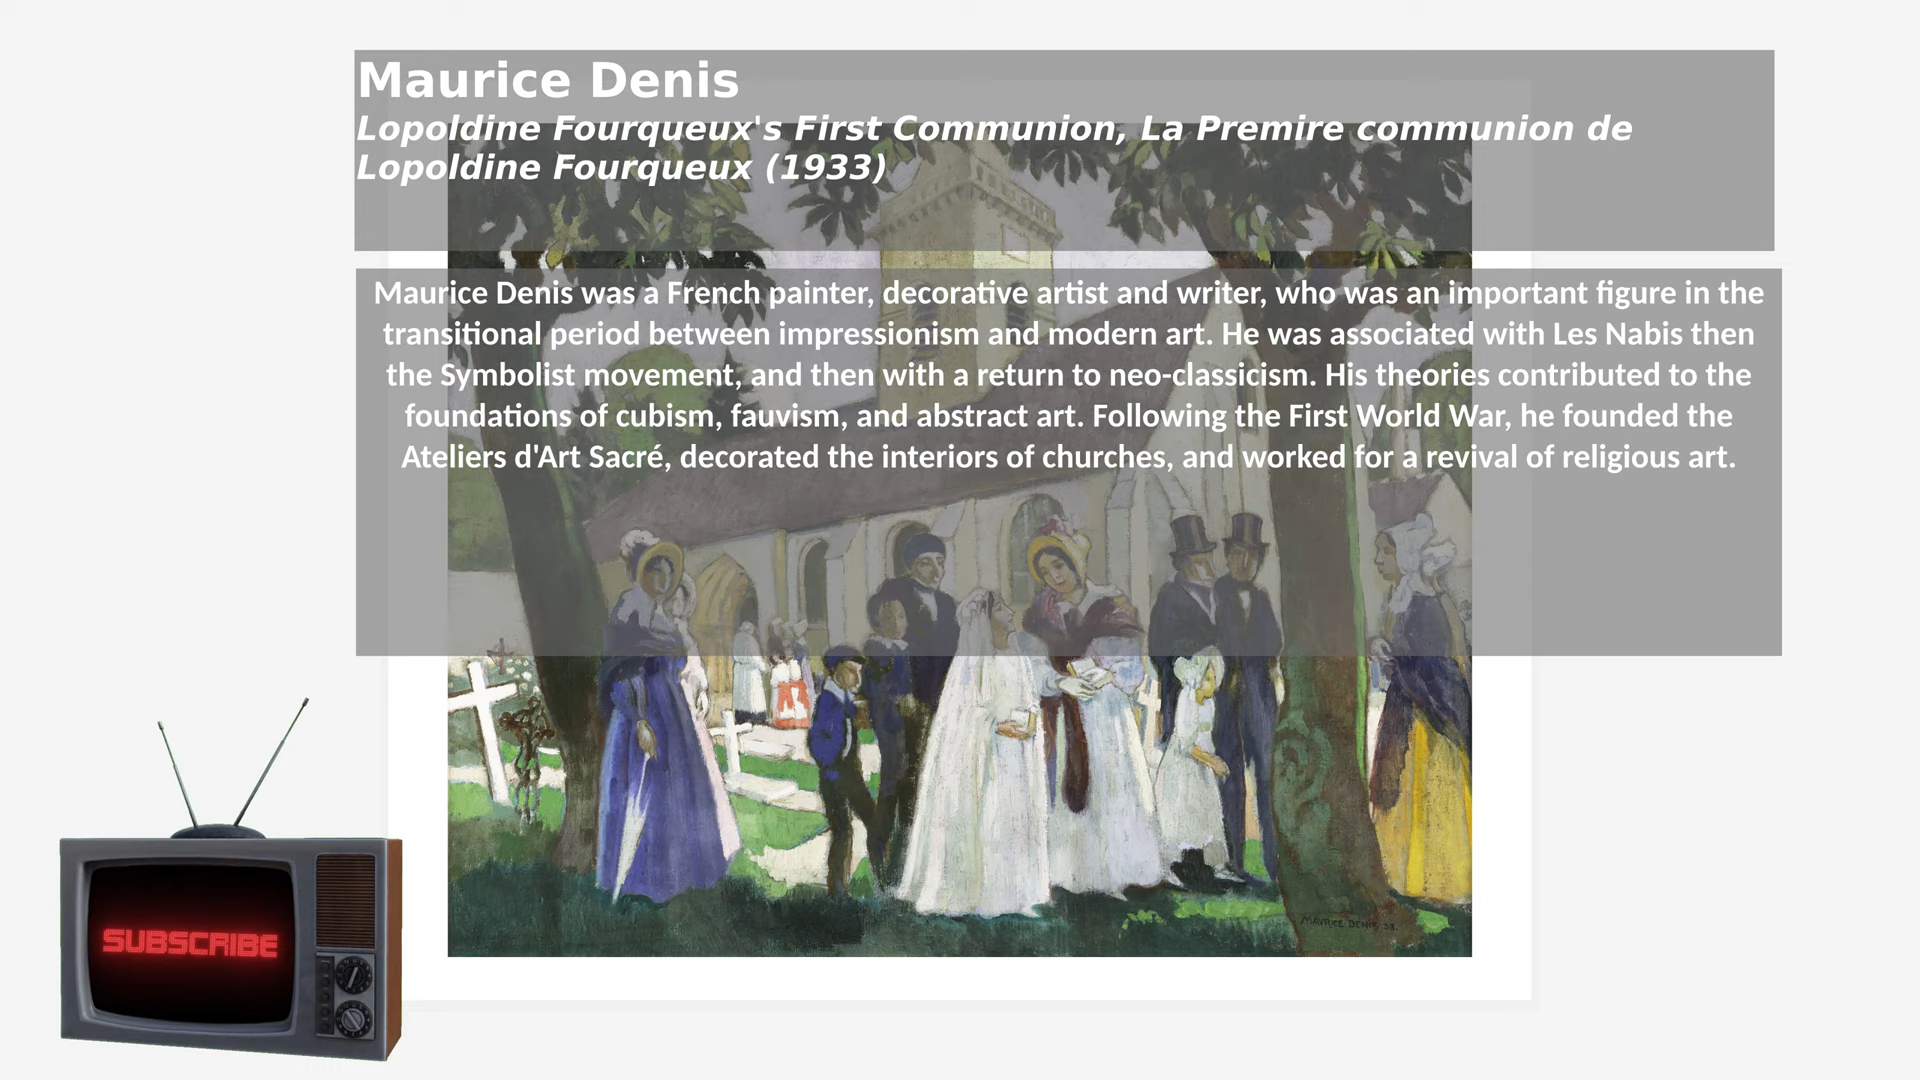 Maurice Denis
Lopoldine Fourqueux's First Communion, La Premire communion de
Lopoldine Fourqueux (1933)
Maurice Denis was a French painter, decorative artist and writer, who was an important figure in the
transitional period between impressionism and modern art. He was associated with Les Nabis then
the Symbolist movement, and then with a return to neo-classicism. His theories contributed to the
foundations of cubism, fauvism, and abstract art. Following the First World War, he founded the
Ateliers d'Art Sacré, decorated the interiors of churches, and worked for a revival of religious art.
SUBSCRIBE
MAVRICE DENIS 33.